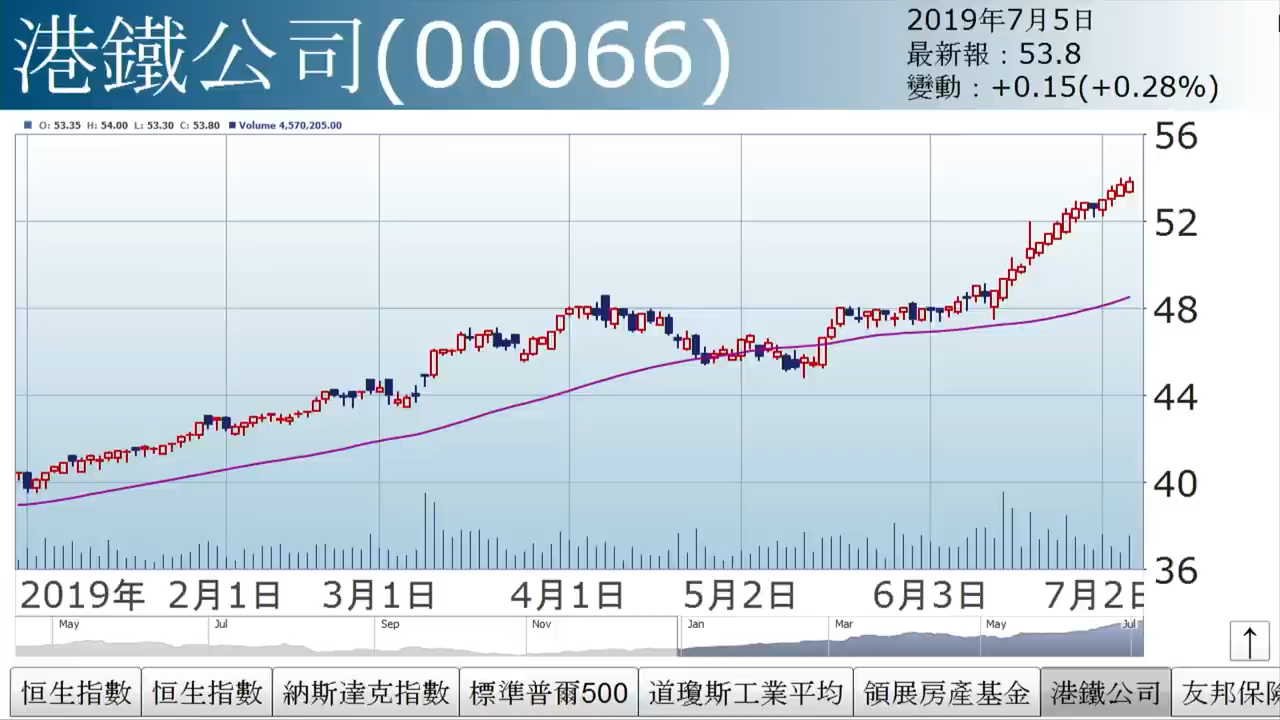 港鐵公司(00066)
2019年7月5日
最新報：53.8
變動：+0.15(+0.28%)
O: 53.35 H: 54.00 L: 53.30 C: 53.80 Volume 4,570,205.00
56
52
48
44
40
36
2019年 2月1日 3月1日 4月1日 5月2日 6月3日 7月2日
May Jul Sep Nov Jan Mar May Jul
↑
恒生指數 恒生指數 納斯達克指數 標準普爾500 道瓊斯工業平均 領展房產基金 港鐵公司 友邦保險